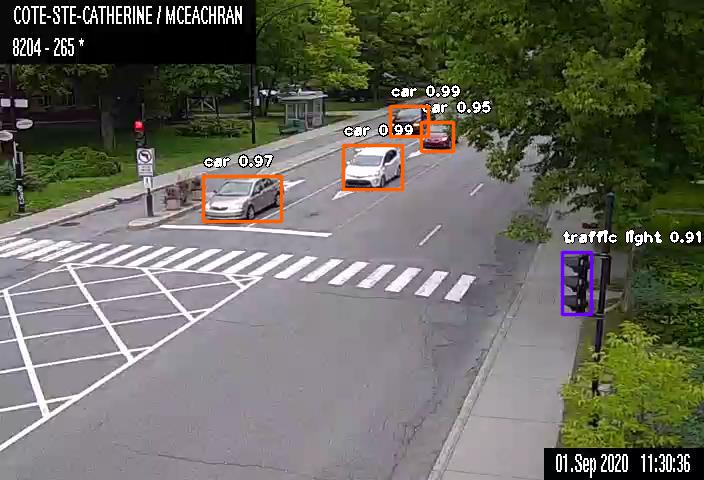 COTE-STE-CATHERINE / MCEACHRAN
8204 - 265 *
car 0.99
car 0.95
car 0.99
car 0.97
traffic light 0.91
01.Sep 2020 11:30:36